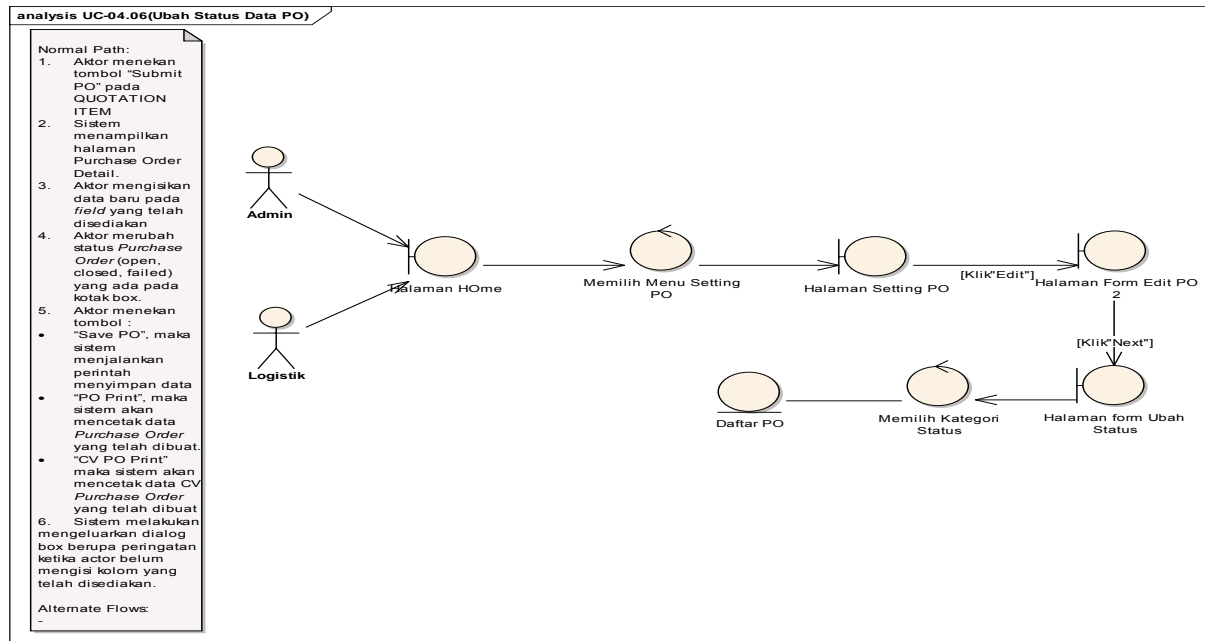 analysis UC-04.06(Ubah Status Data PO)
Normal Path:
1. Aktor menekan
tombol “Submit
PO” pada
QUOTATION
ITEM
2. Sistem
menampilkan
halaman
Purchase Order
Detail.
3. Aktor mengisikan
data baru pada
field yang telah
disediakan
4. Aktor merubah
status Purchase
Order (open,
closed, failed)
yang ada pada
kotak box.
5. Aktor menekan
tombol :
• “Save PO”, maka
sistem
menjalankan
perintah
menyimpan data
• “PO Print”, maka
sistem akan
mencetak data
Purchase Order
yang telah dibuat.
• “CV PO Print”
maka sistem akan
mencetak data CV
Purchase Order
yang telah dibuat
6. Sistem melakukan
mengeluarkan dialog
box berupa peringatan
ketika actor belum
mengisi kolom yang
telah disediakan.
Alternate Flows:
-
Admin
Logistik
Halaman HOme
Memilih Menu Setting
PO
Halaman Setting PO
[Klik"Edit"]
Halaman Form Edit PO
2
[Klik"Next"]
Halaman form Ubah
Status
Memilih Kategori
Status
Daftar PO